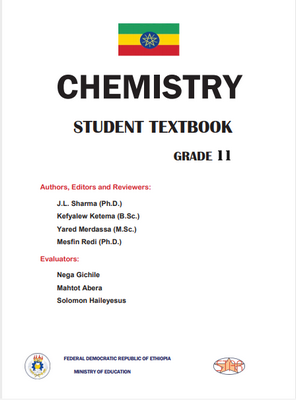 CHEMISTRY
STUDENT TEXTBOOK
GRADE 11
Authors, Editors and Reviewers:
J.L. Sharma (Ph.D.)
Kefyalew Ketema (B.Sc.)
Yared Merdassa (M.Sc.)
Mesfin Redi (Ph.D.)
Evaluators:
Nega Gichile
Mahtot Abera
Solomon Haileyesus
FEDERAL DEMOCRATIC REPUBLIC OF ETHIOPIA
MINISTRY OF EDUCATION